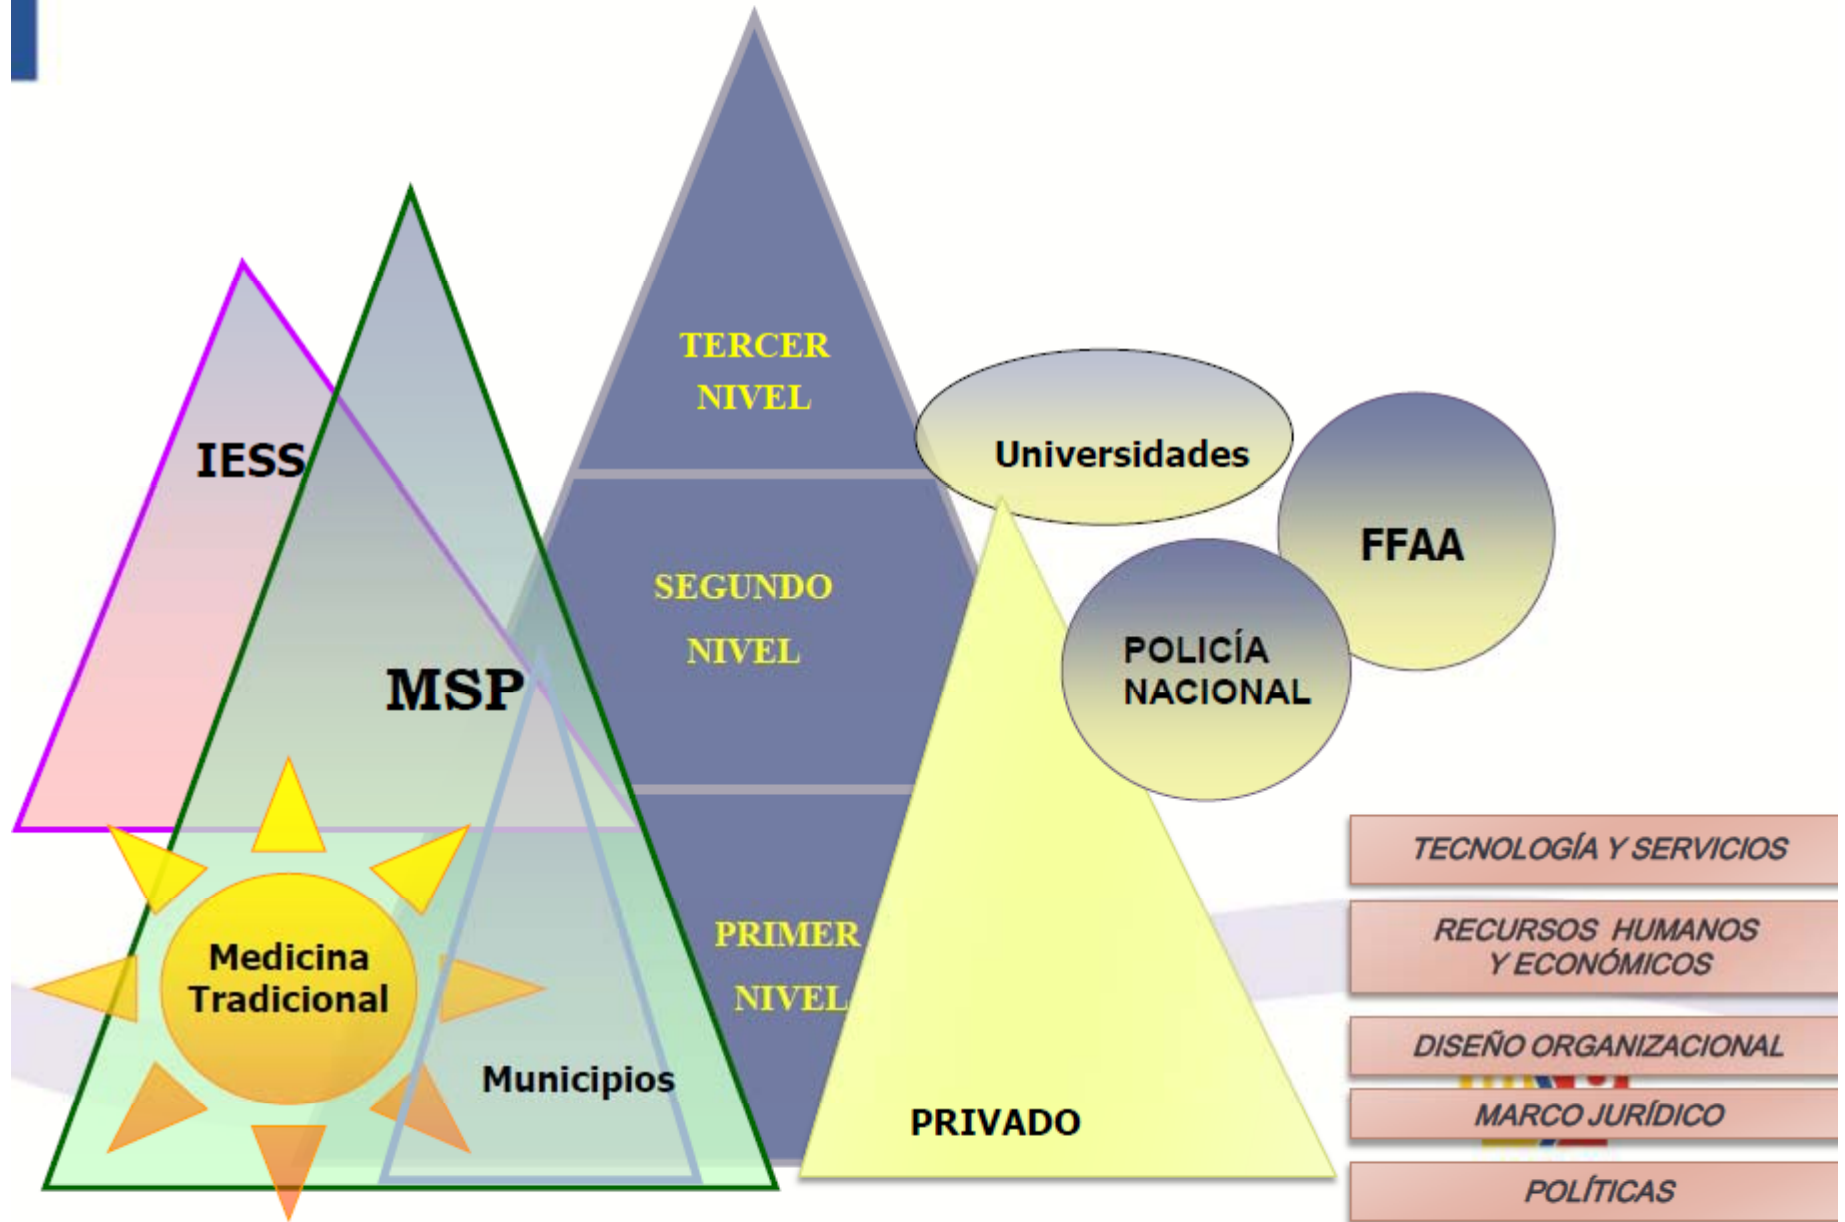 TERCER
NIVEL
IESS
Universidades
FFAA
SEGUNDO
NIVEL
MSP
POLICÍA
NACIONAL
TECNOLOGÍA Y SERVICIOS
RECURSOS HUMANOS
Y ECONÓMICOS
PRIMER
NIVEL
Medicina
Tradicional
Municipios
PRIVADO
DISEÑO ORGANIZACIONAL
MARCO JURÍDICO
POLÍTICAS